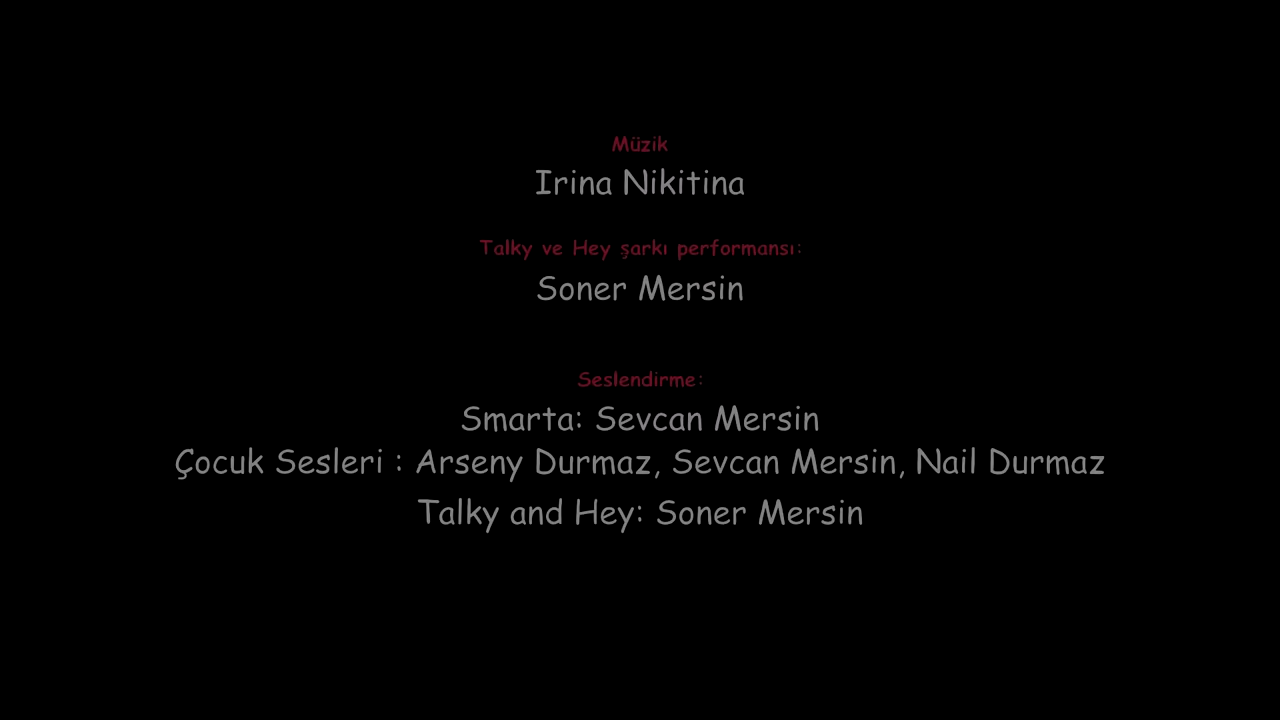 Müzik
Irina Nikitina
Talky ve Hey şarkı performansı:
Soner Mersin
Seslendirme:
Smarta: Sevcan Mersin
Çocuk Sesleri : Arseny Durmaz, Sevcan Mersin, Nail Durmaz
Talky and Hey: Soner Mersin